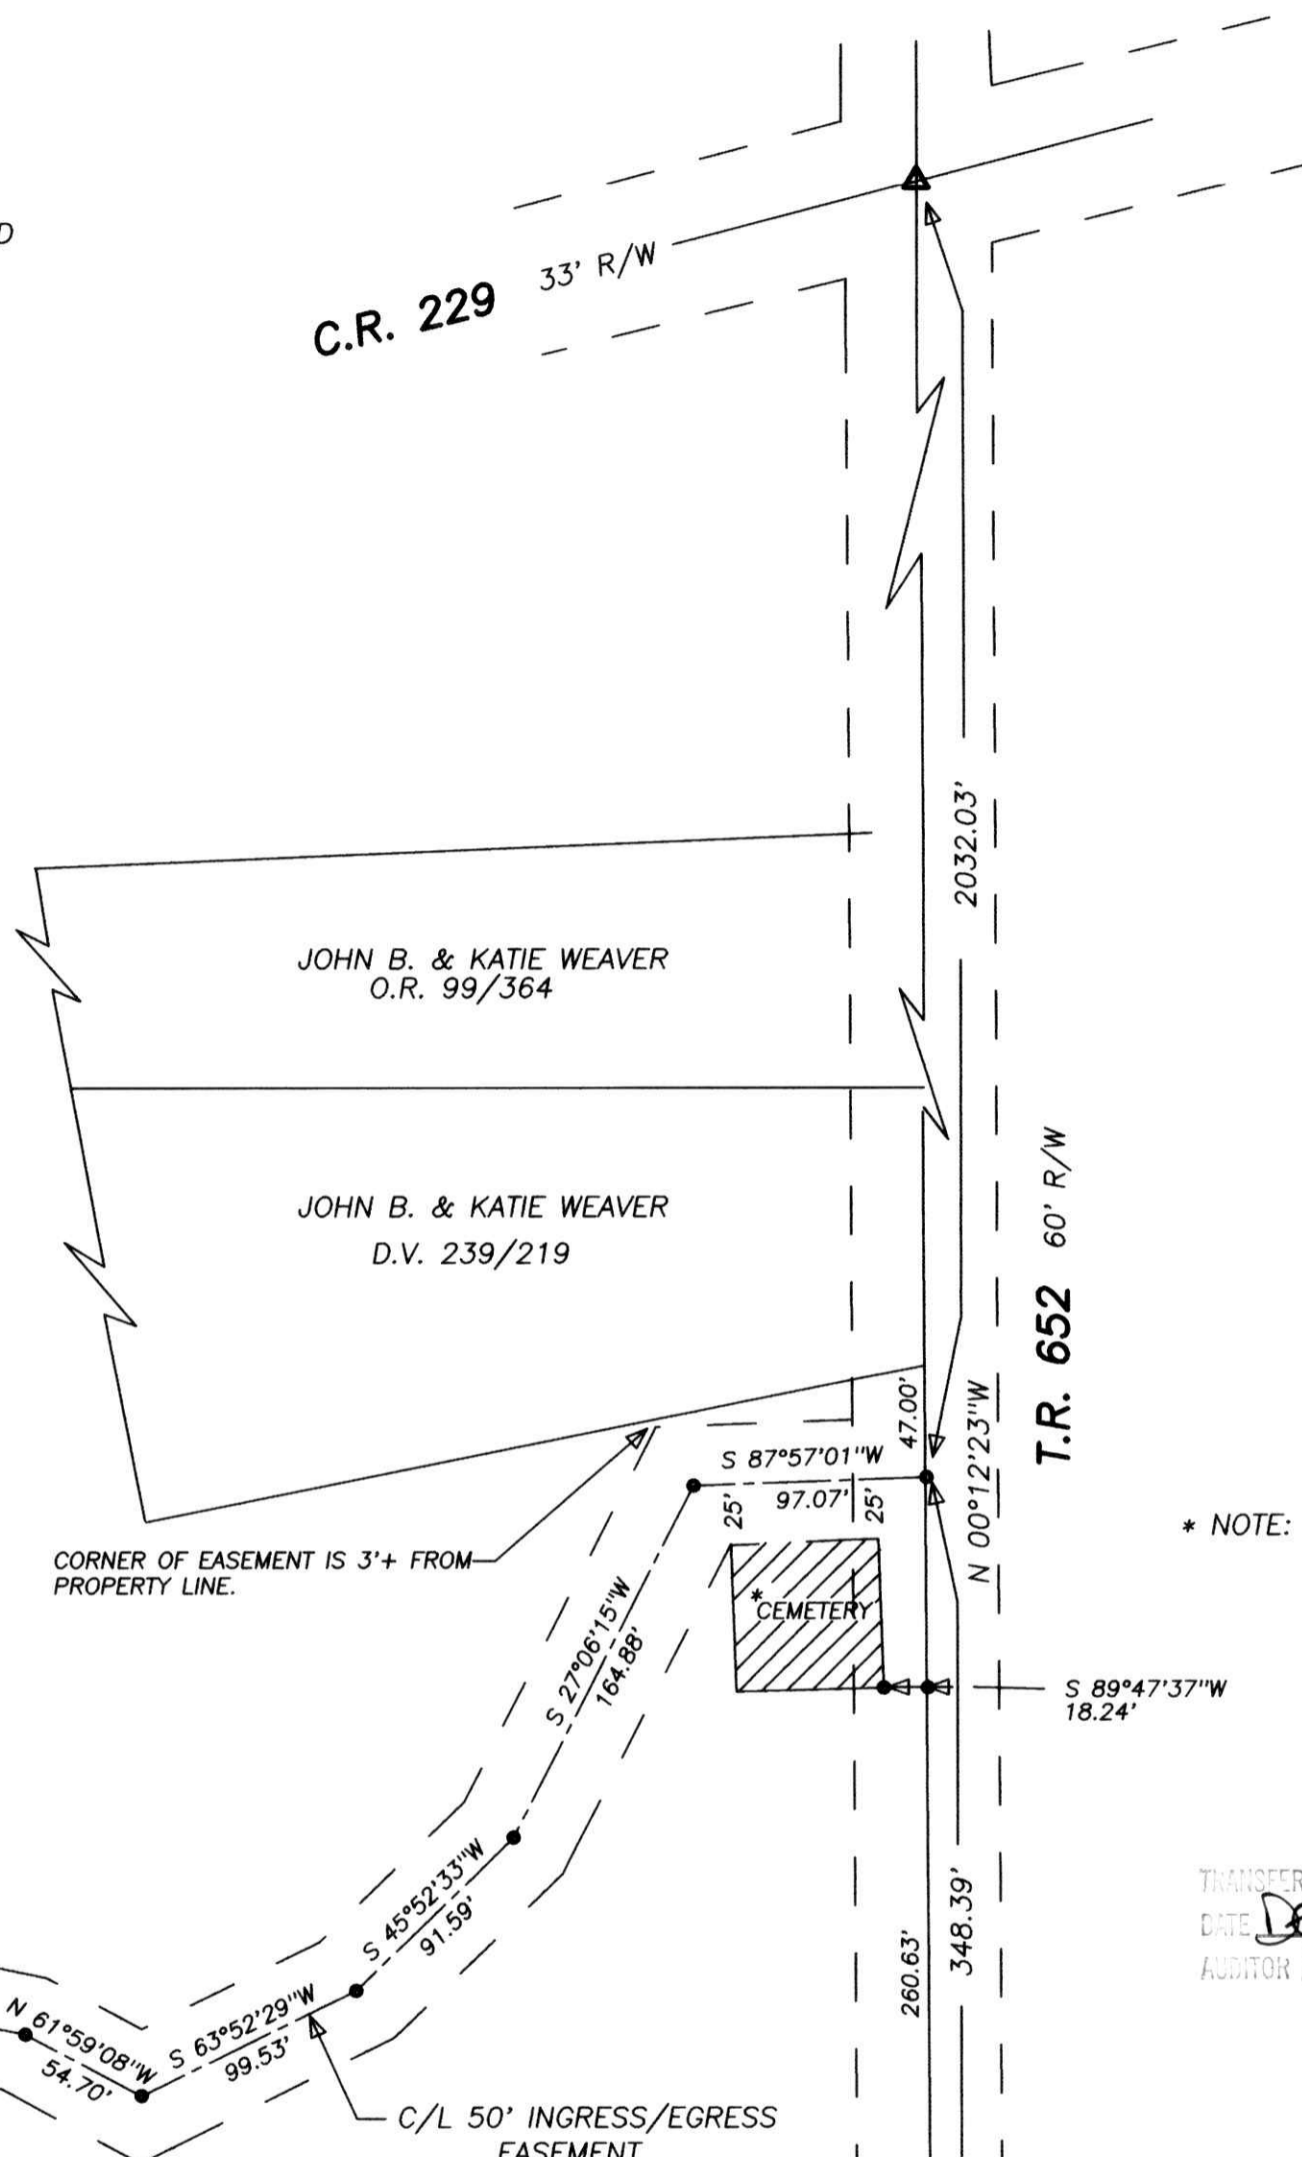 D
C.R. 229 33' R/W
2032.03'
JOHN B. & KATIE WEAVER
O.R. 99/364
JOHN B. & KATIE WEAVER
D.V. 239/219
T.R. 652 60' R/W
47.00'
N 00°12'23"W
S 87°57'01"W
97.07'
25'
25'
* NOTE:
CORNER OF EASEMENT IS 3'+ FROM
PROPERTY LINE.
*
CEMETERY
S 27°06'15"W
164.88'
S 89°47'37"W
18.24'
S 45°52'33"W
91.59'
260.63'
348.39'
TRANSFER
DATE
AUDITOR
S 63°52'29"W
99.53'
N 61°59'08"W
54.70'
C/L 50' INGRESS/EGRESS
EASEMENT